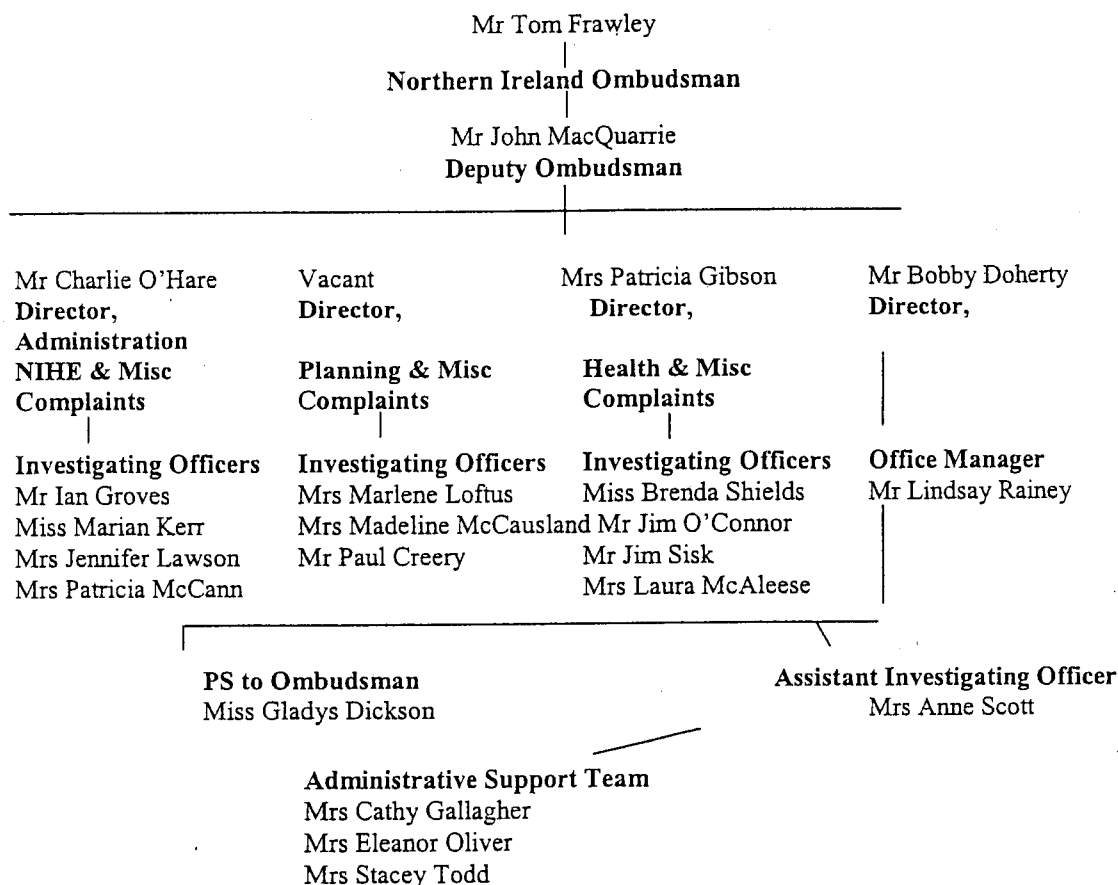 Mr Tom Frawley
Northern Ireland Ombudsman
Mr John MacQuarrie
Deputy Ombudsman
Mr Charlie O'Hare
Director,
Administration
NIHE & Misc
Complaints
Investigating Officers
Mr Ian Groves
Miss Marian Kerr
Mrs Jennifer Lawson
Mrs Patricia McCann
Vacant
Director,
Planning & Misc
Complaints
Investigating Officers
Mrs Marlene Loftus
Mrs Madeline McCausland
Mr Paul Creery
Mrs Patricia Gibson
Director,
Health & Misc
Complaints
Investigating Officers
Miss Brenda Shields
Mr Jim O'Connor
Mr Jim Sisk
Mrs Laura McAleese
Mr Bobby Doherty
Director,
Office Manager
Mr Lindsay Rainey
PS to Ombudsman
Miss Gladys Dickson
Assistant Investigating Officer
Mrs Anne Scott
Administrative Support Team
Mrs Cathy Gallagher
Mrs Eleanor Oliver
Mrs Stacey Todd